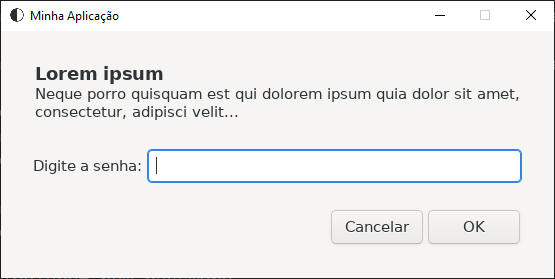 Minha Aplicação
Lorem ipsum
Neque porro quisquam est qui dolorem ipsum quia dolor sit amet,
consectetur, adipisci velit...
Digite a senha:
Cancelar OK